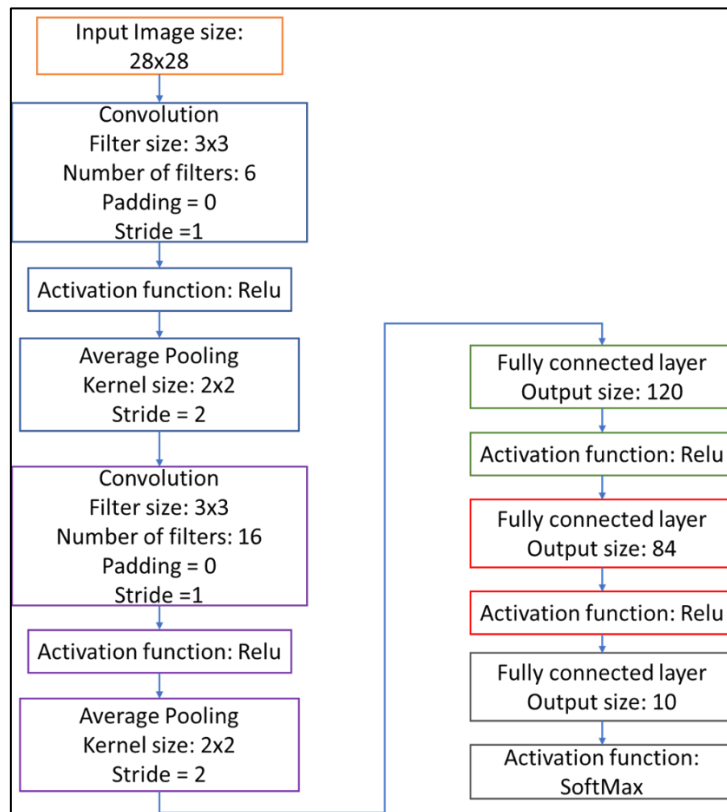 Input Image size:
28x28
Convolution
Filter size: 3x3
Number of filters: 6
Padding = 0
Stride =1
Activation function: Relu
Average Pooling
Kernel size: 2x2
Stride = 2
Convolution
Filter size: 3x3
Number of filters: 16
Padding = 0
Stride =1
Activation function: Relu
Average Pooling
Kernel size: 2x2
Stride = 2
Fully connected layer
Output size: 120
Activation function: Relu
Fully connected layer
Output size: 84
Activation function: Relu
Fully connected layer
Output size: 10
Activation function:
SoftMax